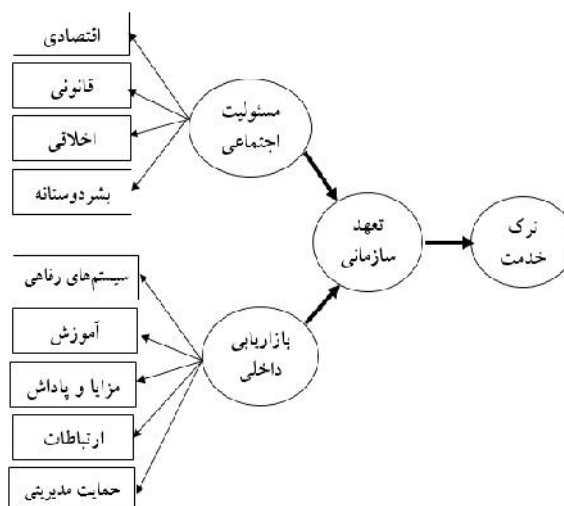 اقتصادی
قانونی
اخلاقی
بشردوستانه
مسئولیت
اجتماعی
تعهد
سازمانی
ترک
خدمت
سیستم‌های رفاهی
آموزش
مزایا و پاداش
ارتباطات
حمایت مدیریتی
بازاریابی
داخلی